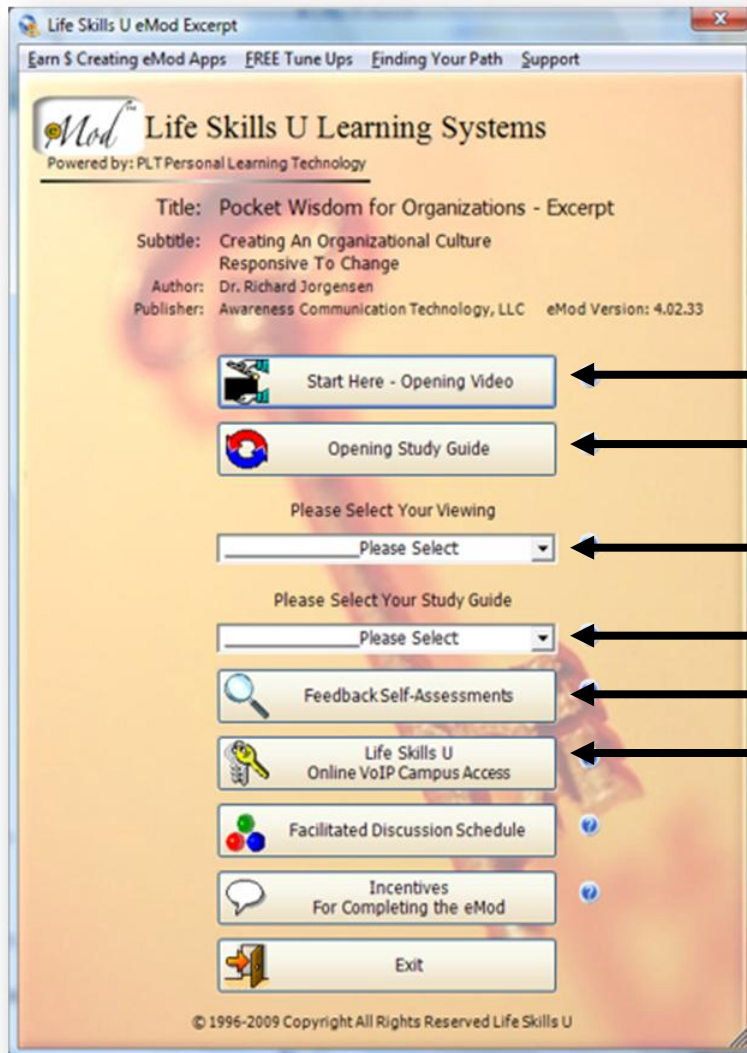 Life Skills U eMod Excerpt
Earn $ Creating eMod Apps FREE Tune Ups Finding Your Path Support
eMod™ Life Skills U Learning Systems
Powered by: PLT Personal Learning Technology
Title: Pocket Wisdom for Organizations - Excerpt
Subtitle: Creating An Organizational Culture
Responsive To Change
Author: Dr. Richard Jorgensen
Publisher: Awareness Communication Technology, LLC eMod Version: 4.02.33
Start Here - Opening Video
Opening Study Guide
Please Select Your Viewing
____________Please Select
Please Select Your Study Guide
____________Please Select
Feedback Self-Assessments
Life Skills U
Online VoIP Campus Access
Facilitated Discussion Schedule
?
Incentives
For Completing the eMod
?
Exit
© 1996-2009 Copyright All Rights Reserved Life Skills U